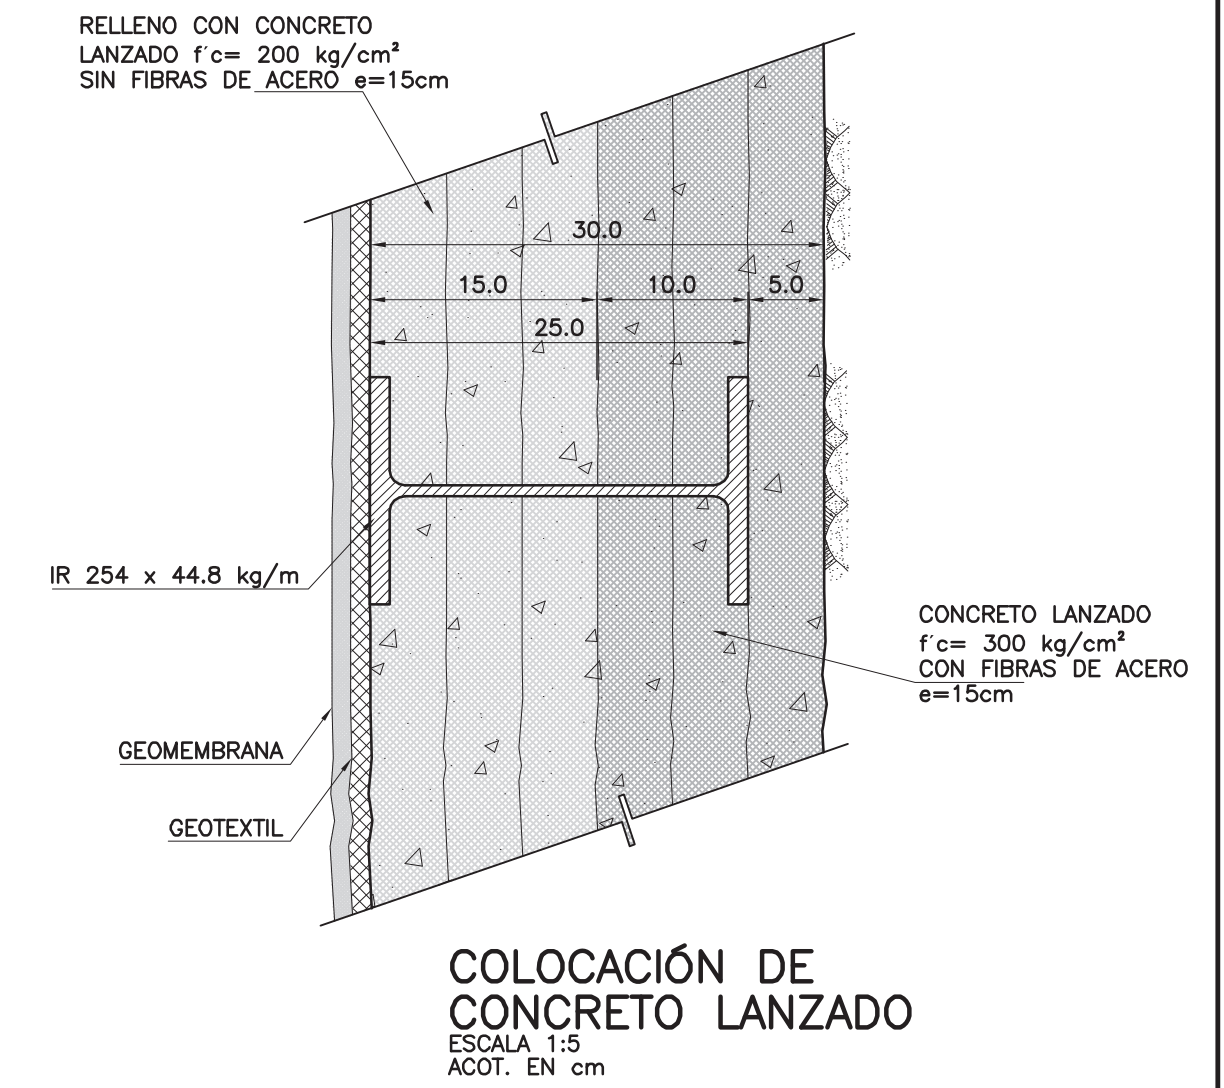 RELLENO CON CONCRETO
LANZADO f´c= 200 kg/cm²
SIN FIBRAS DE ACERO e=15cm
30.0
15.0
10.0
5.0
25.0
IR 254 x 44.8 kg/m
CONCRETO LANZADO
f´c= 300 kg/cm²
CON FIBRAS DE ACERO
e=15cm
GEOMEMBRANA
GEOTEXTIL
COLOCACIÓN DE
CONCRETO LANZADO
ESCALA 1:5
ACOT. EN cm